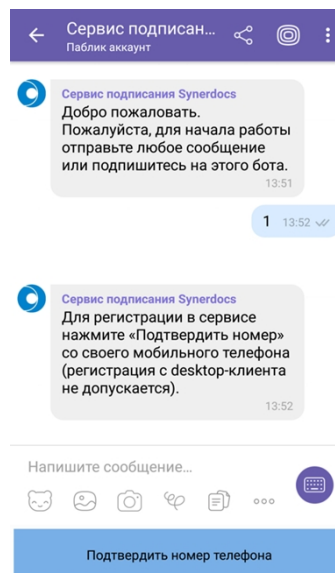 Сервис подписан...
Паблик аккаунт
Сервис подписания Synerdocs
Добро пожаловать.
Пожалуйста, для начала работы
отправьте любое сообщение
или подпишитесь на этого бота.
13:51
1 13:52
Сервис подписания Synerdocs
Для регистрации в сервисе
нажмите «Подтвердить номер»
со своего мобильного телефона
(регистрация с desktop-клиента
не допускается).
13:52
Напишите сообщение...
Подтвердить номер телефона